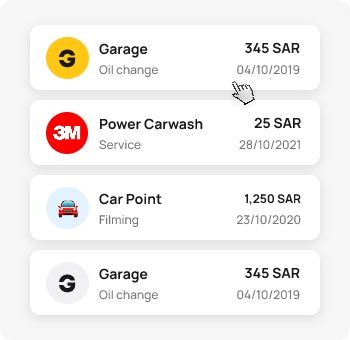 G
Garage
345 SAR
Oil change
04/10/2019
3M
Power Carwash
25 SAR
Service
28/10/2021
Car Point
1,250 SAR
Filming
23/10/2020
G
Garage
345 SAR
Oil change
04/10/2019